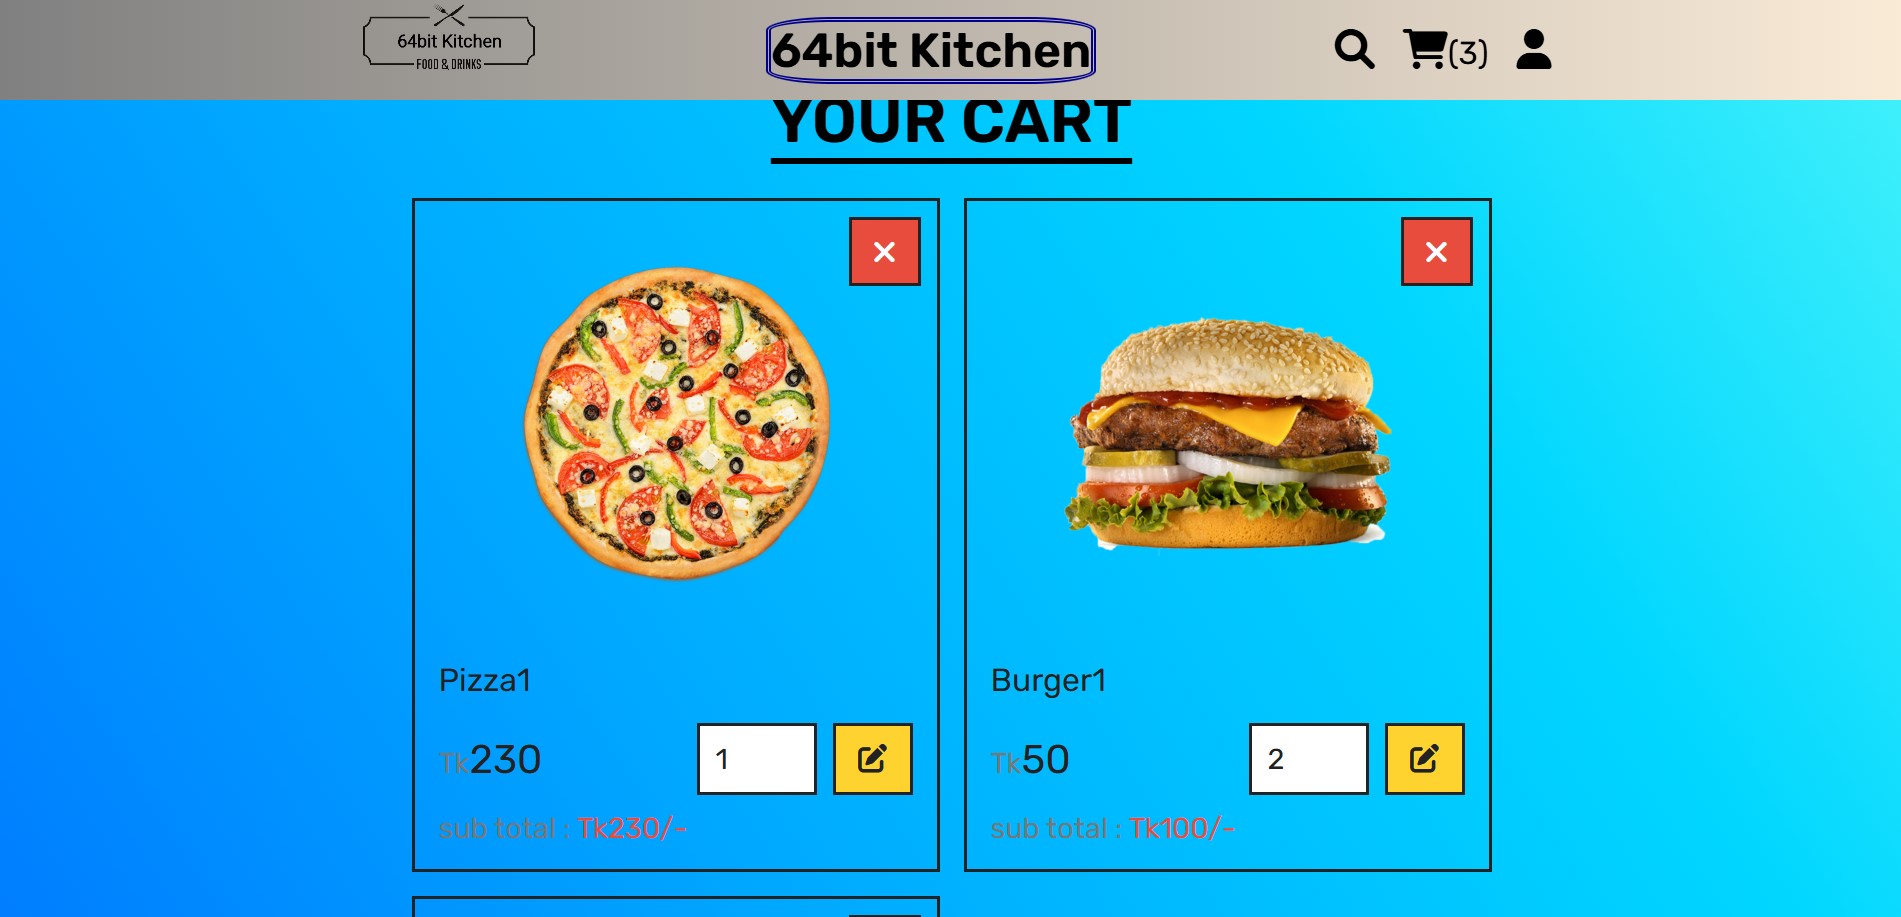 64bit Kitchen
FOOD & DRINKS
64bit Kitchen
(3)
YOUR CART
Pizza1
Tk230
1
sub total : Tk230/-
Burger1
Tk50
2
sub total : Tk100/-